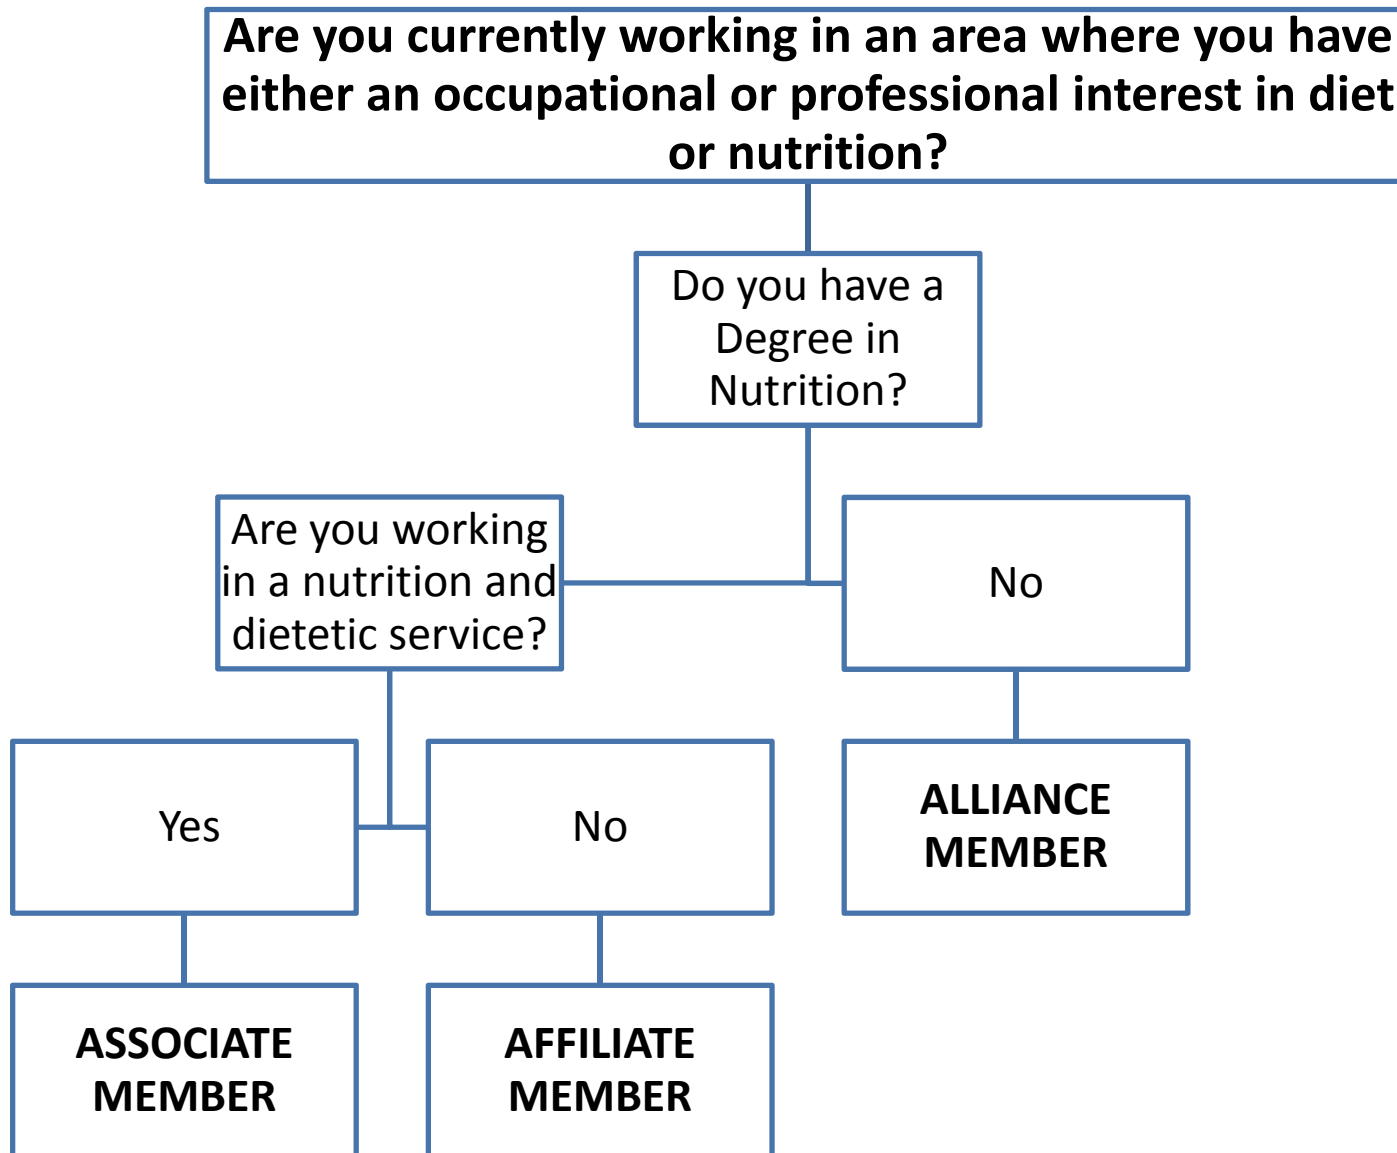 Are you currently working in an area where you have
either an occupational or professional interest in diet
or nutrition?
Do you have a
Degree in
Nutrition?
Are you working
in a nutrition and
dietetic service?
No
Yes
No
ALLIANCE
MEMBER
ASSOCIATE
MEMBER
AFFILIATE
MEMBER